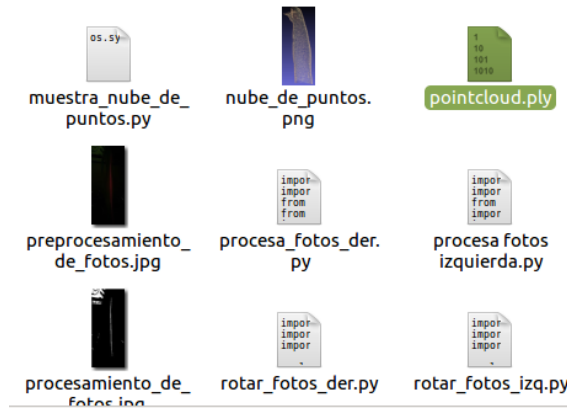 os.sy
muestra_nube_de_
puntos.py
nube_de_puntos.
png
1
10
101
1010
pointcloud.ply
preprocesamiento_
de_fotos.jpg
impor
impor
from
from
procesa_fotos_der.
py
impor
impor
from
impor
procesa fotos
izquierda.py
procesamiento_de_
fotos.jpg
impor
impor
impor
rotar_fotos_der.py
impor
impor
impor
rotar_fotos_izq.py